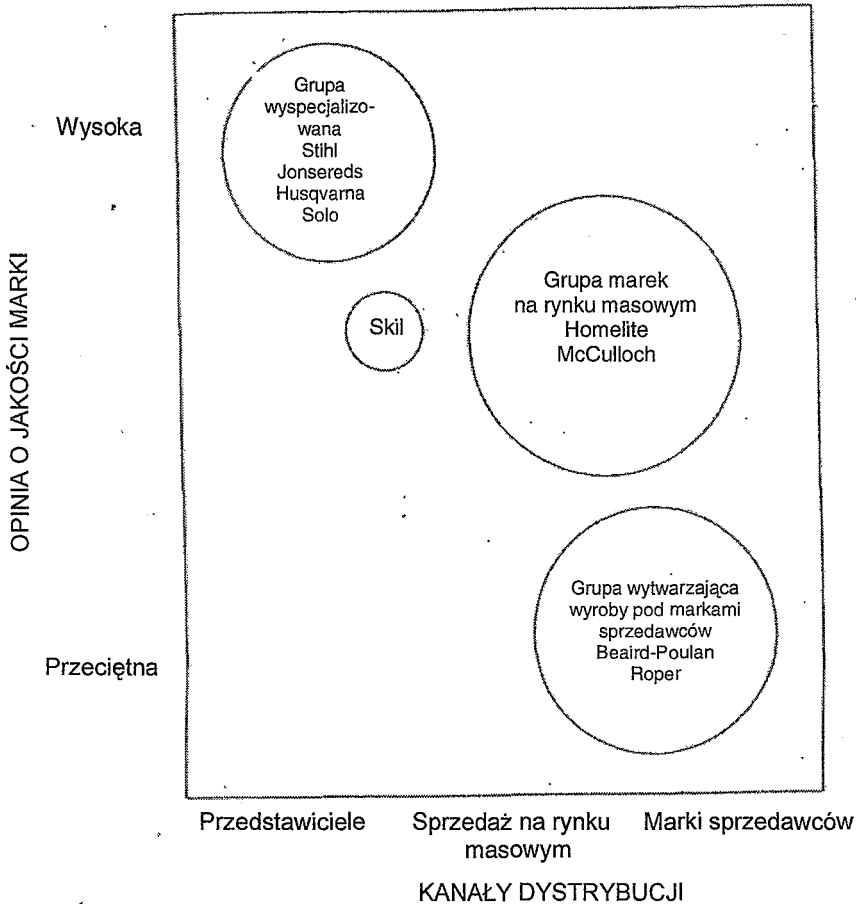 Wysoka
Grupa
wyspecjalizo-
wana
Stihl
Jonsereds
Husqvarna
Solo
OPINIA O JAKOŚCI MARKI
Skil
Grupa marek
na rynku masowym
Homelite
McCulloch
Grupa wytwarzająca
wyroby pod markami
sprzedawców
Beaird-Poulan
Roper
Przeciętna
Przedstawiciele
Sprzedaż na rynku
masowym
Marki sprzedawców
KANAŁY DYSTRYBUCJI